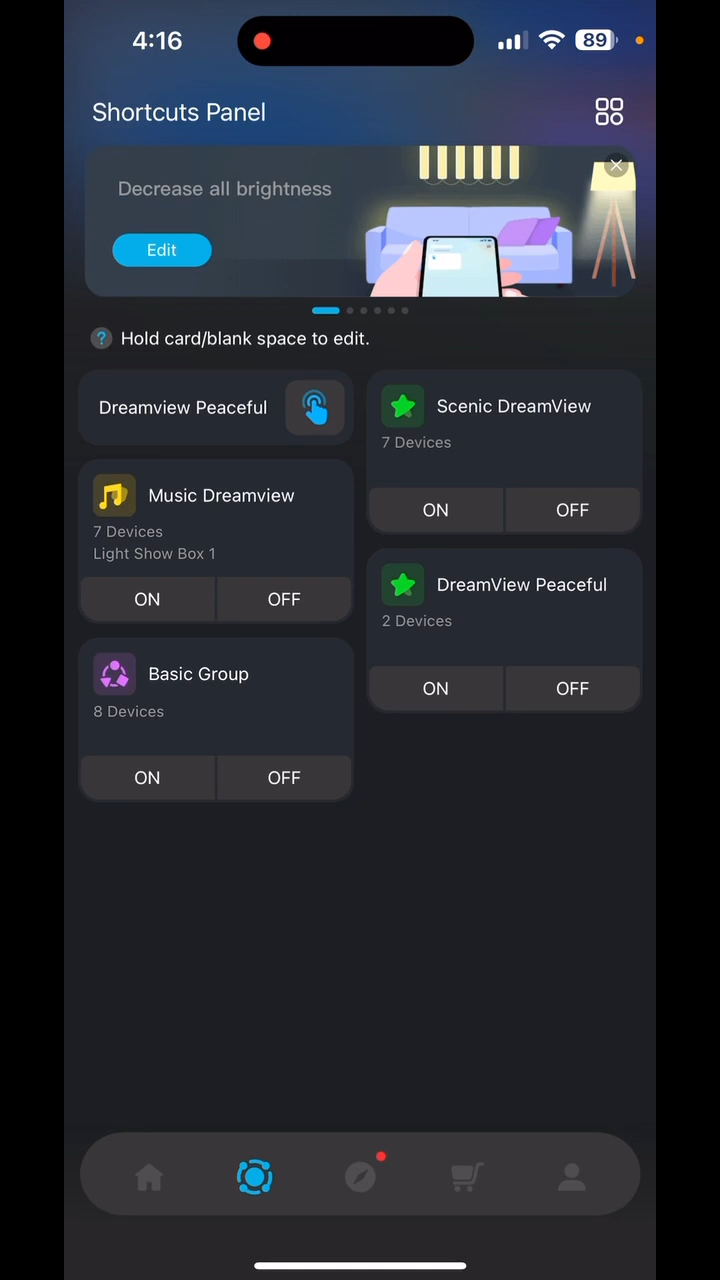 4:16
89
Shortcuts Panel
Decrease all brightness
Edit
? Hold card/blank space to edit.
Dreamview Peaceful
Music Dreamview
7 Devices
Light Show Box 1
ON OFF
Basic Group
8 Devices
ON OFF
Scenic DreamView
7 Devices
ON OFF
DreamView Peaceful
2 Devices
ON OFF